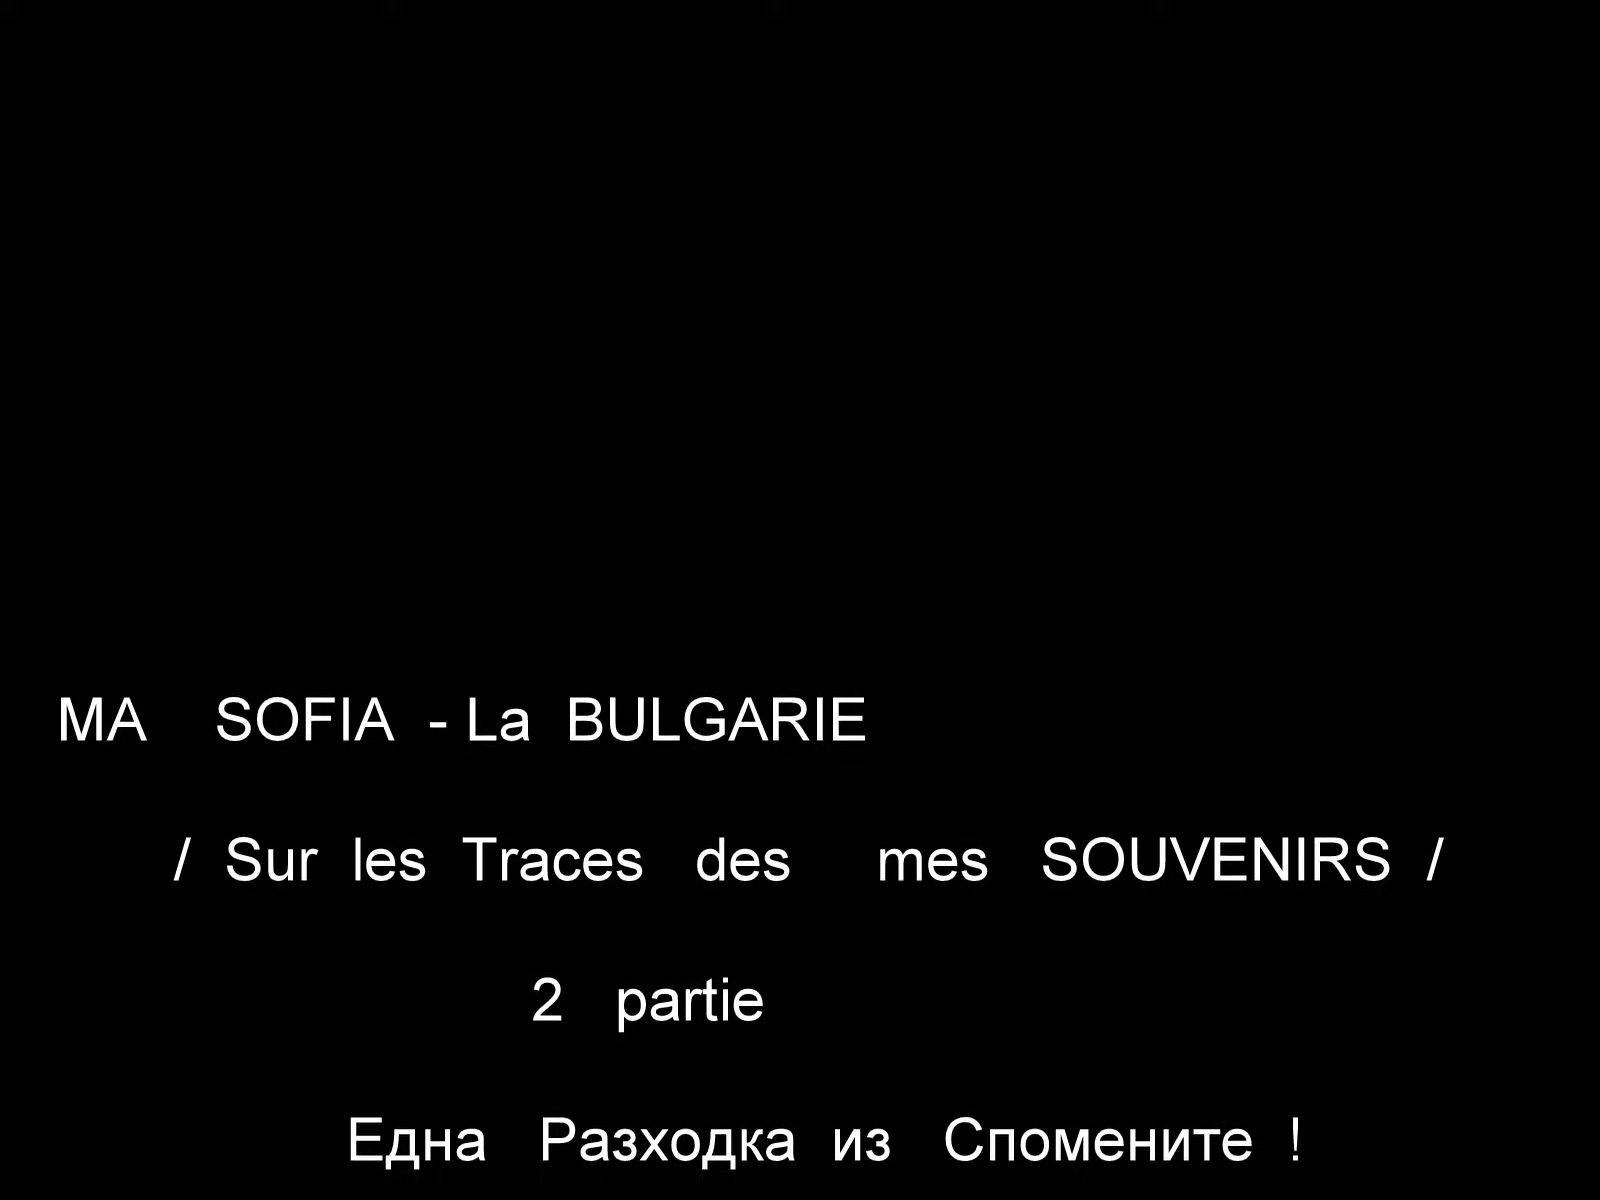 MA SOFIA - La BULGARIE
/ Sur les Traces des mes SOUVENIRS /
2 partie
Една Разходка из Спомените !